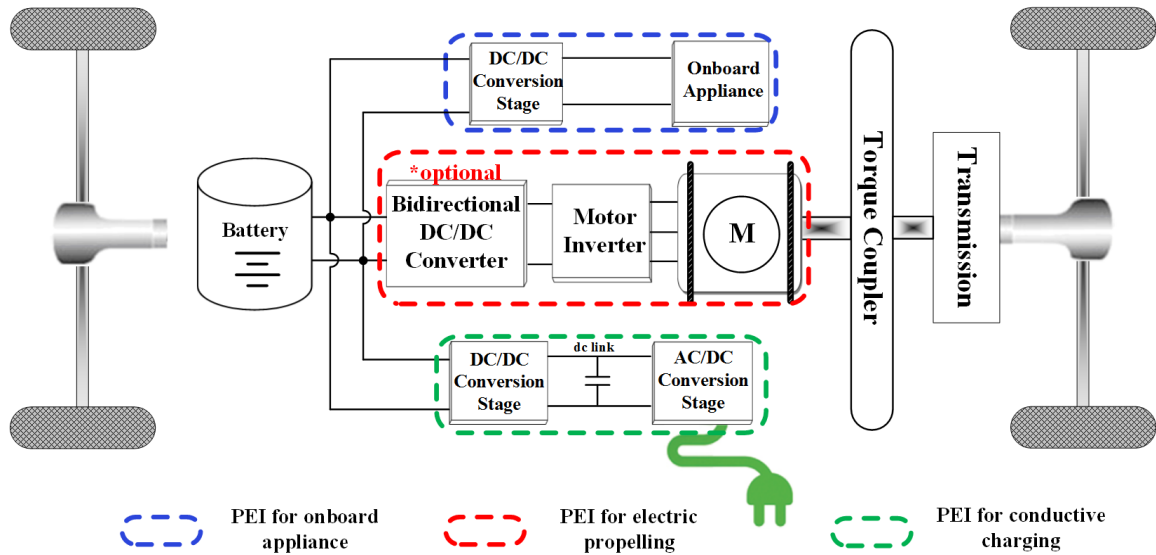 DC/DC
Conversion
Stage
Onboard
Appliance
*optional
Bidirectional
DC/DC
Converter
Motor
Inverter
M
Battery
Torque Coupler
Transmission
DC/DC
Conversion
Stage
dc link
AC/DC
Conversion
Stage
PEI for onboard
appliance
PEI for electric
propelling
PEI for conductive
charging